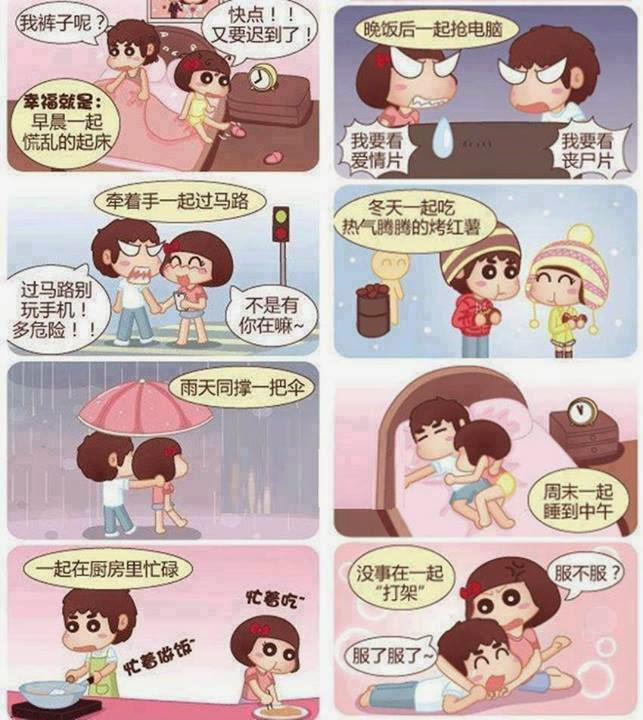 我裤子呢？
快点！！
又要迟到了！
幸福就是：
早晨一起
慌乱的起床
晚饭后一起抢电脑
我要看
爱情片
我要看
丧尸片
牵着手一起过马路
过马路别
玩手机！
多危险！！
不是有
你在嘛~
冬天一起吃
热气腾腾的烤红薯
雨天同撑一把伞
周末一起
睡到中午
一起在厨房里忙碌
忙着做饭~
忙着吃~
没事在一起
“打架”
服不服？
服了服了~